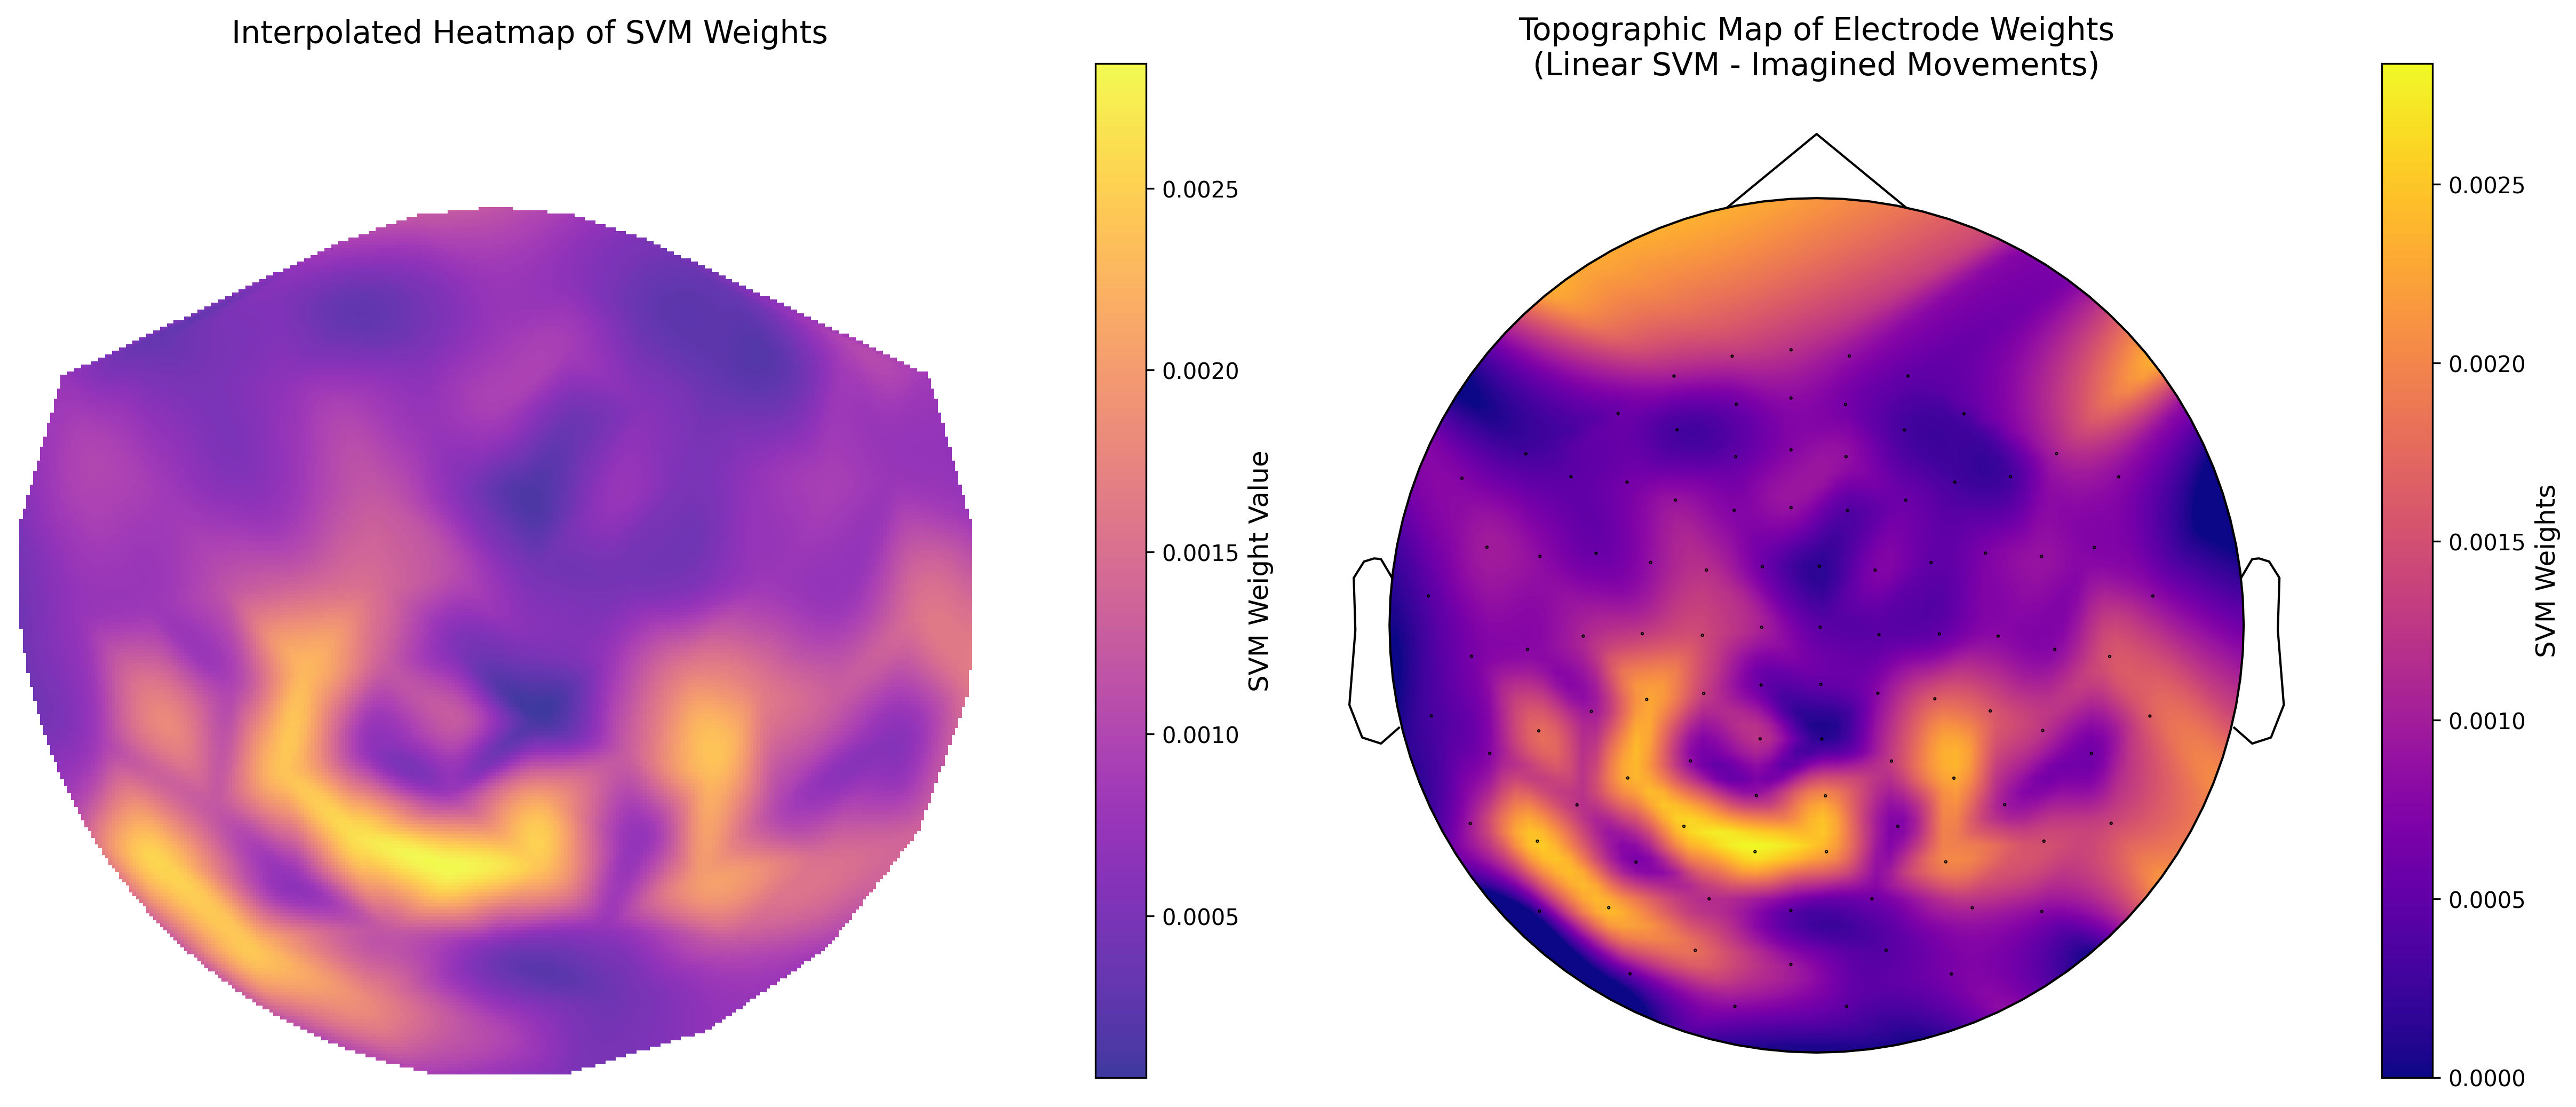 Interpolated Heatmap of SVM Weights
0.0025
0.0020
0.0015
0.0010
0.0005
SVM Weight Value
Topographic Map of Electrode Weights
(Linear SVM - Imagined Movements)
0.0025
0.0020
0.0015
0.0010
0.0005
0.0000
SVM Weights